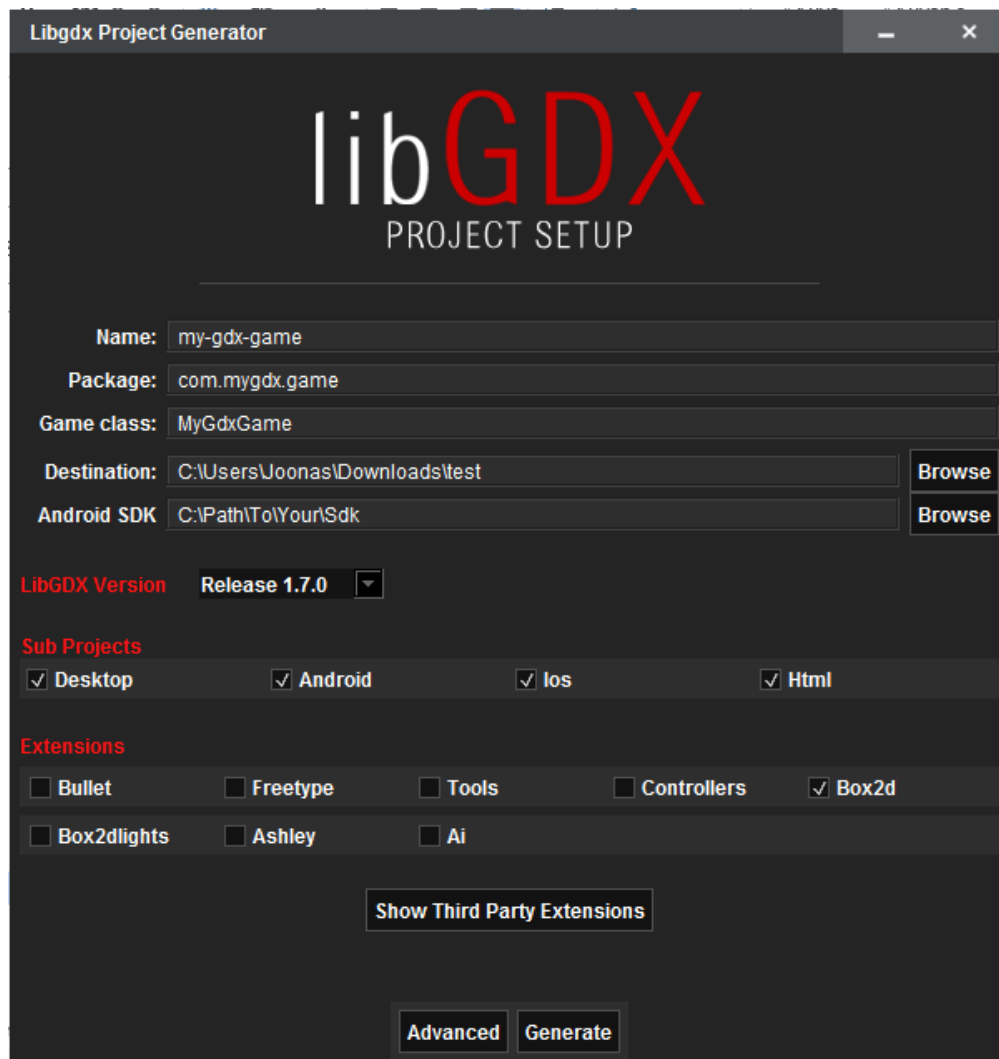 Libgdx Project Generator
libGDX
PROJECT SETUP
Name: my-gdx-game
Package: com.mygdx.game
Game class: MyGdxGame
Destination: C:\Users\Joonas\Downloads\test Browse
Android SDK C:\Path\To\Your\Sdk Browse
LibGDX Version Release 1.7.0
Sub Projects
Desktop Android Ios Html
Extensions
Bullet Freetype Tools Controllers Box2d
Box2dlights Ashley Ai
Show Third Party Extensions
Advanced Generate